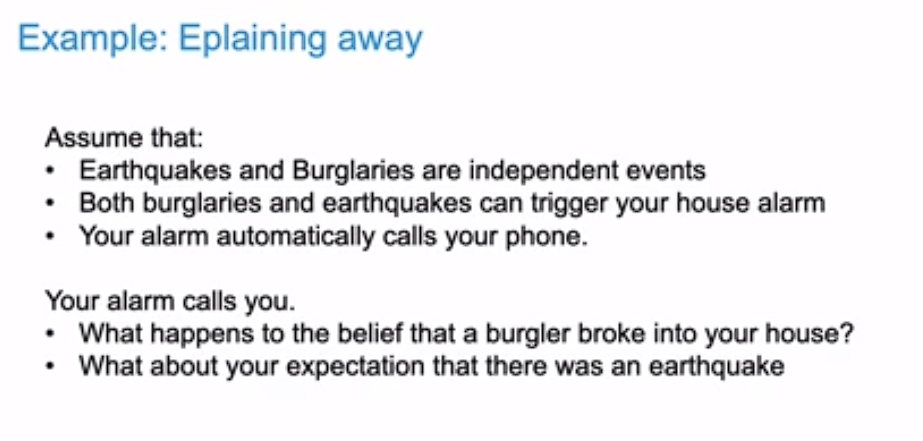 Example: Eplaining away
Assume that:
• Earthquakes and Burglaries are independent events
• Both burglaries and earthquakes can trigger your house alarm
• Your alarm automatically calls your phone.
Your alarm calls you.
• What happens to the belief that a burgler broke into your house?
• What about your expectation that there was an earthquake